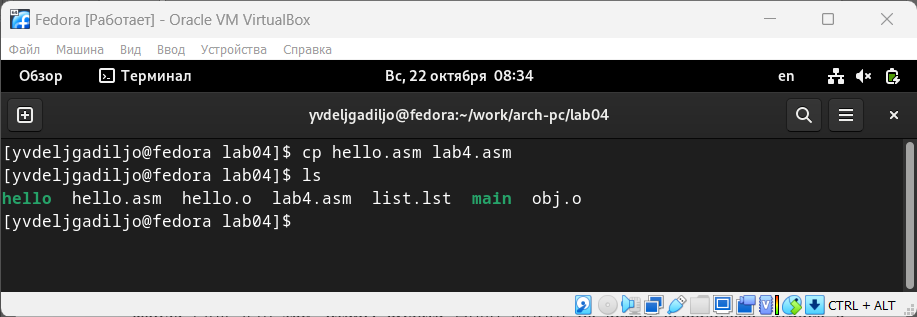 Fedora [Работает] - Oracle VM VirtualBox
Файл Машина Вид Ввод Устройства Справка
Обзор Терминал Вс, 22 октября 08:34 en
yvdeljgadiljo@fedora:~/work/arch-pc/lab04
[yvdeljgadiljo@fedora lab04]$ cp hello.asm lab4.asm
[yvdeljgadiljo@fedora lab04]$ ls
hello hello.asm hello.o lab4.asm list.lst main obj.o
[yvdeljgadiljo@fedora lab04]$
CTRL + ALT